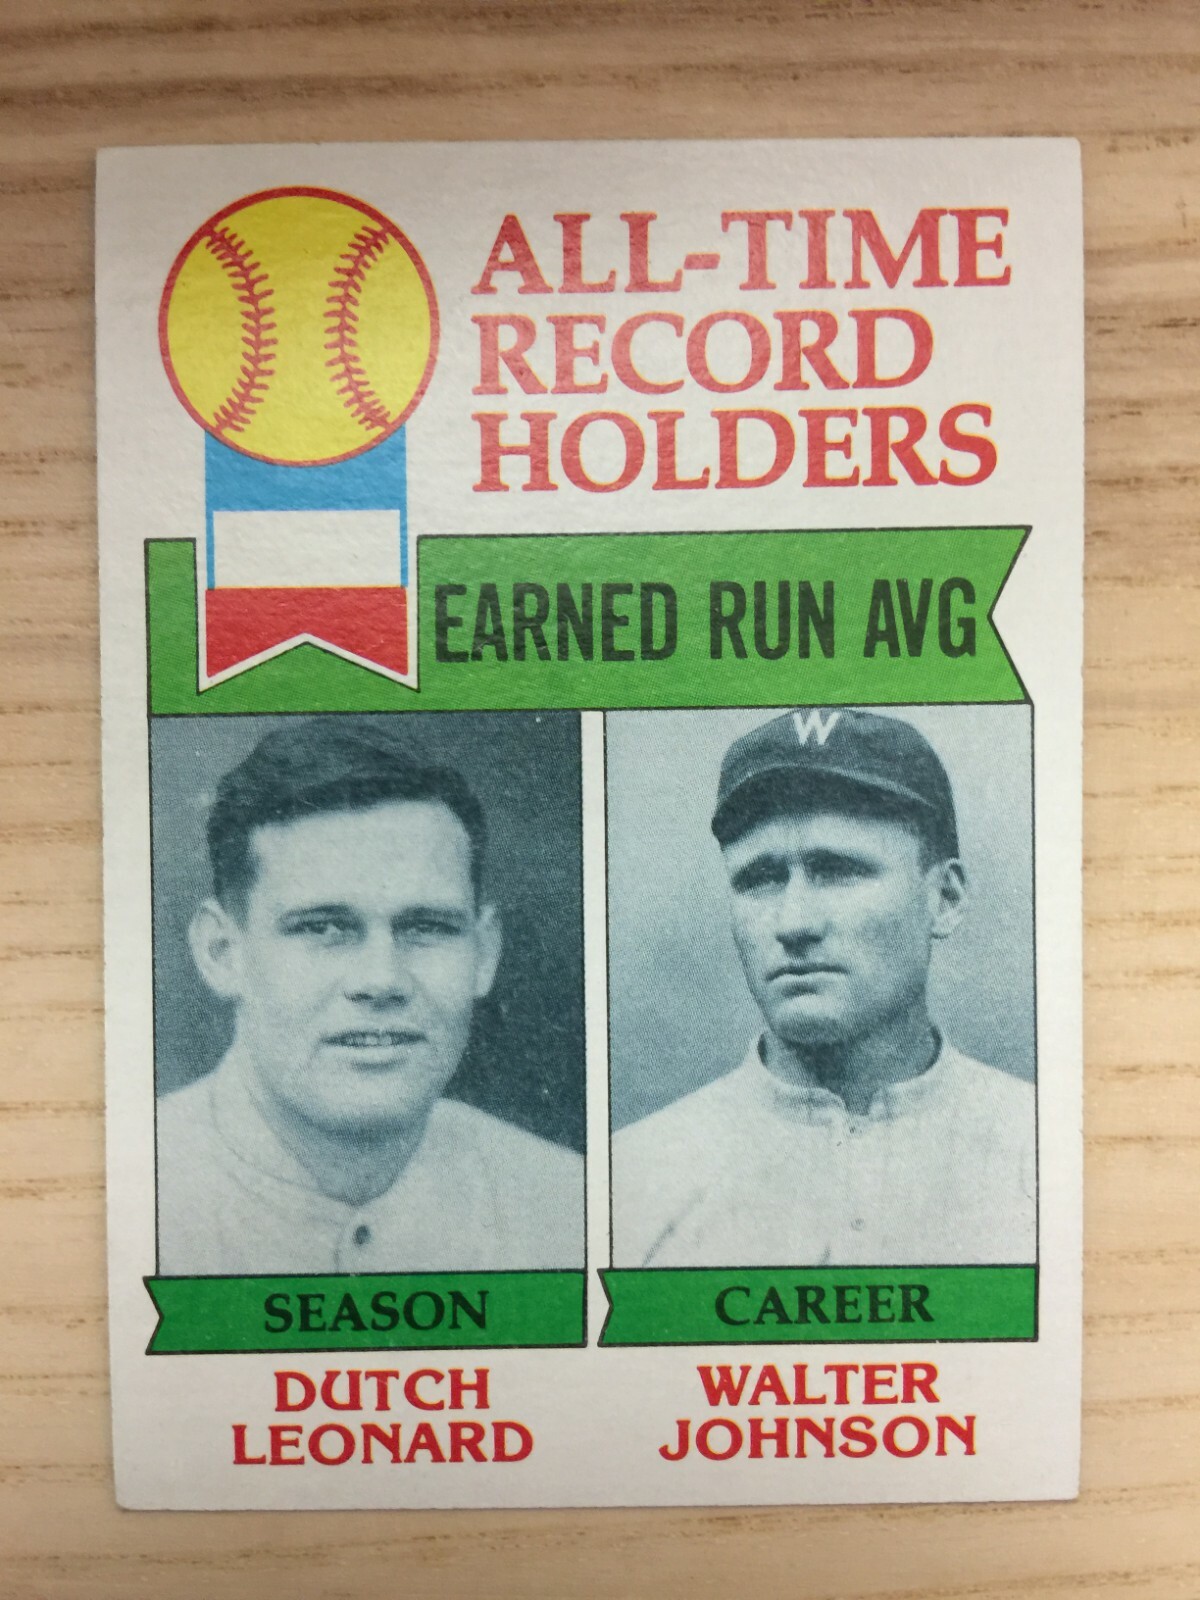 ALL-TIME
RECORD
HOLDERS
EARNED RUN AVG
W
SEASON
CAREER
DUTCH
LEONARD
WALTER
JOHNSON